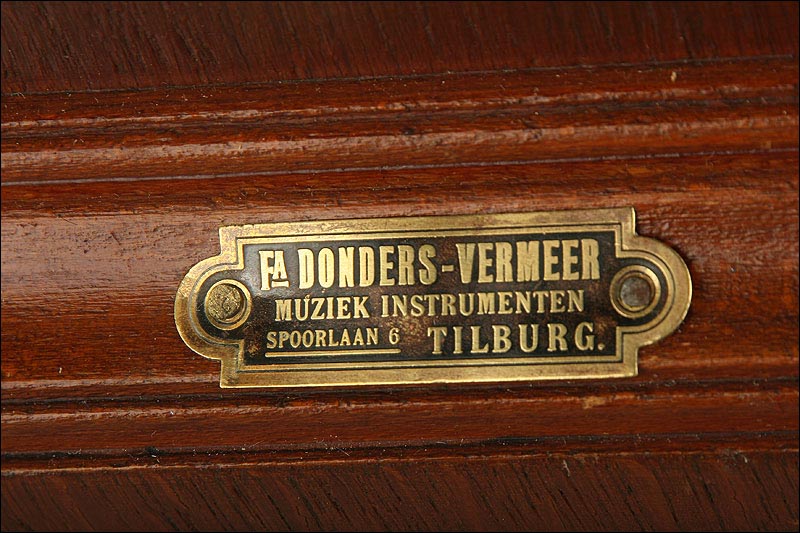 FA DONDERS-VERMEER
MUZIEK INSTRUMENTEN
SPOORLAAN 6 TILBURG.